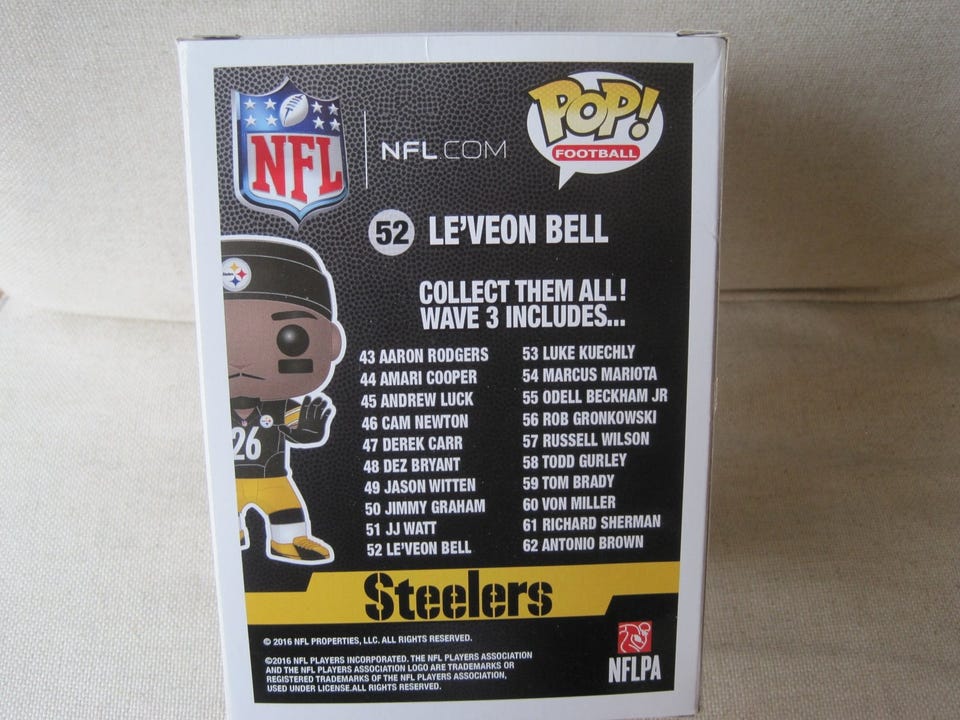 NFL
NFL.COM
POP!
FOOTBALL
52 LE'VEON BELL
COLLECT THEM ALL!
WAVE 3 INCLUDES...
43 AARON RODGERS
44 AMARI COOPER
45 ANDREW LUCK
46 CAM NEWTON
47 DEREK CARR
48 DEZ BRYANT
49 JASON WITTEN
50 JIMMY GRAHAM
51 JJ WATT
52 LE'VEON BELL
53 LUKE KUECHLY
54 MARCUS MARIOTA
55 ODELL BECKHAM JR
56 ROB GRONKOWSKI
57 RUSSELL WILSON
58 TODD GURLEY
59 TOM BRADY
60 VON MILLER
61 RICHARD SHERMAN
62 ANTONIO BROWN
26
Steelers
© 2016 NFL PROPERTIES, LLC. ALL RIGHTS RESERVED.
©2016 NFL PLAYERS INCORPORATED. THE NFL PLAYERS ASSOCIATION
AND THE NFL PLAYERS ASSOCIATION LOGO ARE TRADEMARKS OR
REGISTERED TRADEMARKS OF THE NFL PLAYERS ASSOCIATION,
USED UNDER LICENSE.ALL RIGHTS RESERVED.
NFLPA